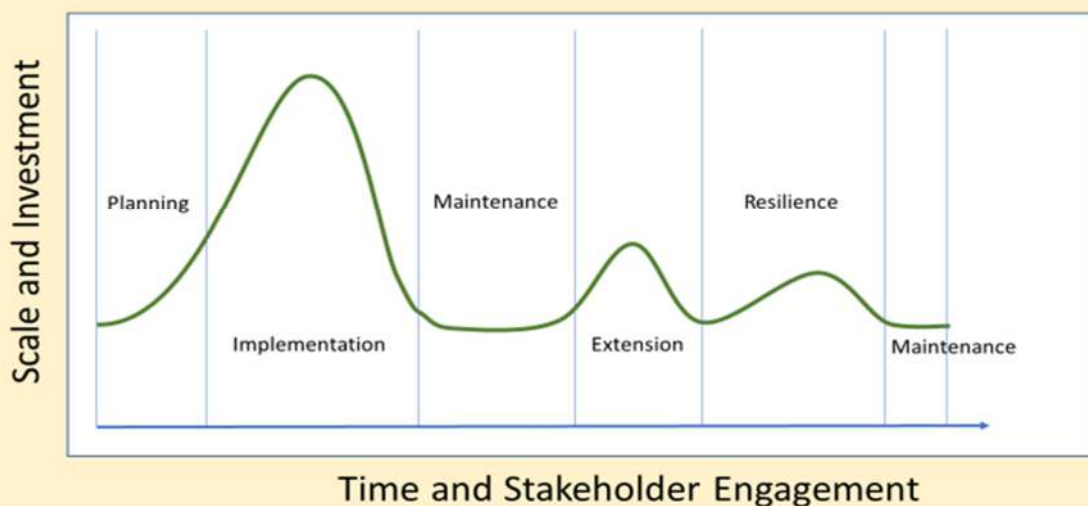 Scale and Investment
Planning
Maintenance
Resilience
Implementation
Extension
Maintenance
Time and Stakeholder Engagement